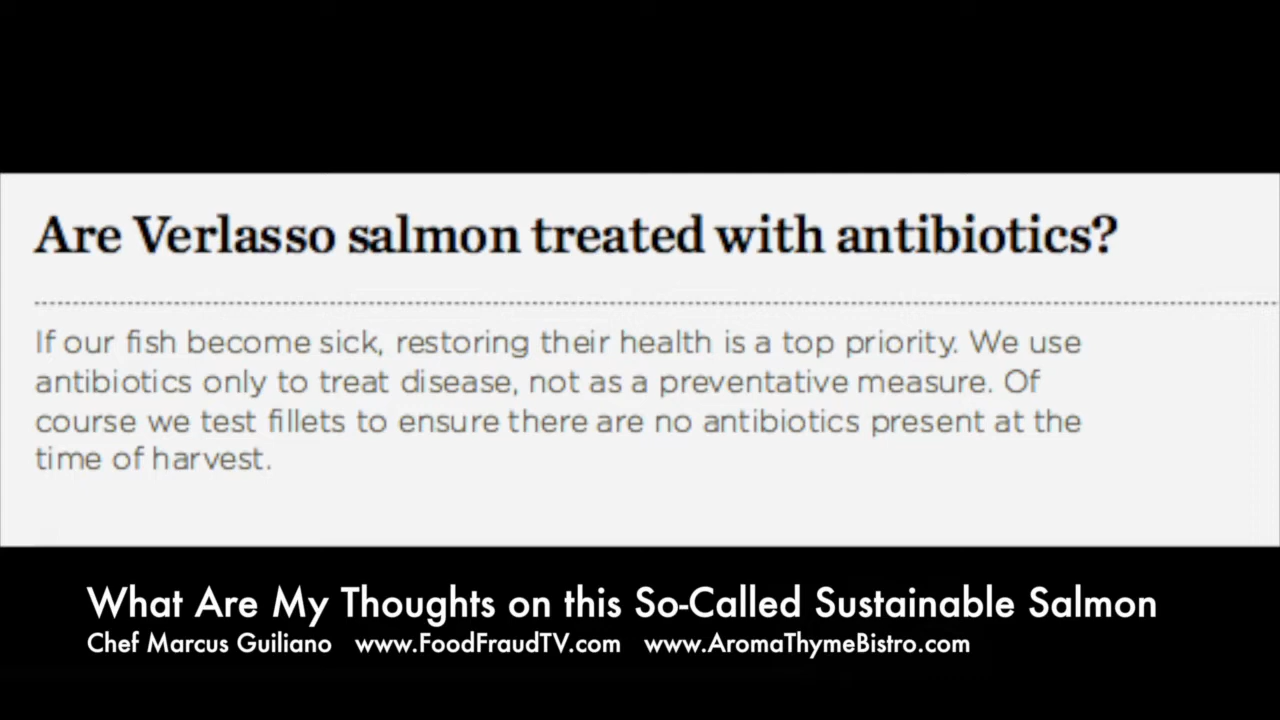 Are Verlasso salmon treated with antibiotics?
If our fish become sick, restoring their health is a top priority. We use
antibiotics only to treat disease, not as a preventative measure. Of
course we test fillets to ensure there are no antibiotics present at the
time of harvest.
What Are My Thoughts on this So-Called Sustainable Salmon
Chef Marcus Guiliano www.FoodFraudTV.com www.AromaThymeBistro.com